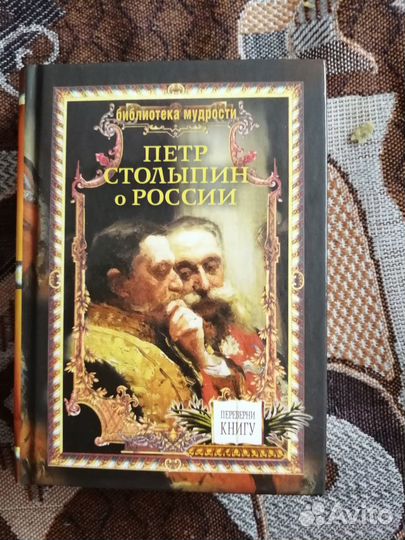 библиотека мудрости
ПЕТР
СТОЛЫПИН
о РОССИИ
ПЕРЕВЕРНИ
КНИГУ
Avito